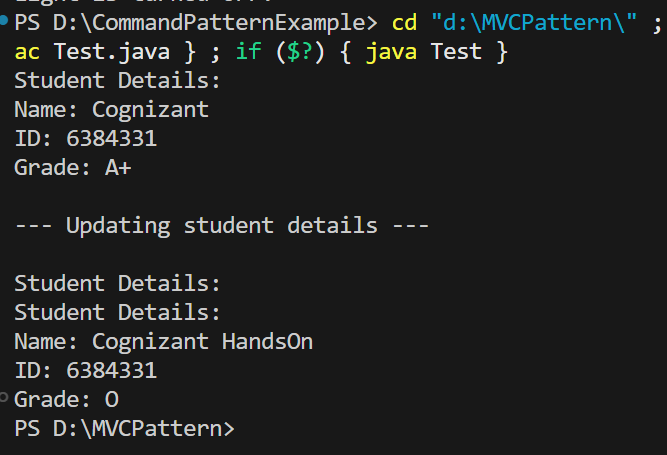 PS D:\CommandPatternExample> cd "d:\MVCPattern\" ;
ac Test.java } ; if ($?) { java Test }
Student Details:
Name: Cognizant
ID: 6384331
Grade: A+
--- Updating student details ---
Student Details:
Student Details:
Name: Cognizant HandsOn
ID: 6384331
Grade: O
PS D:\MVCPattern>